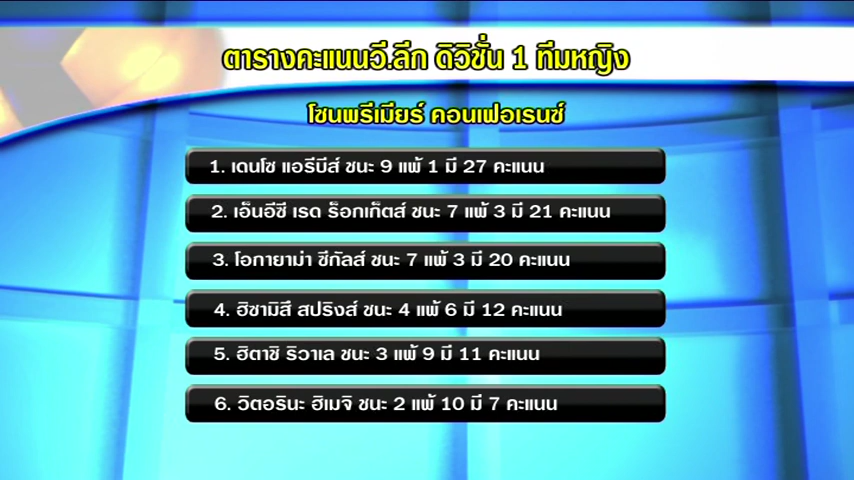 ตารางคะแนนวี.ลีก ดิวิชั่น 1 ทีมหญิง
โซนพรีเมียร์ คอนเฟอเรนซ์
1. เดนโซ แอรีบีส์ ชนะ 9 แพ้ 1 มี 27 คะแนน
2. เอ็นอีซี เรด ร็อกเก็ตส์ ชนะ 7 แพ้ 3 มี 21 คะแนน
3. โอกายาม่า ซีกัลส์ ชนะ 7 แพ้ 3 มี 20 คะแนน
4. ฮิซามิสึ สปริงส์ ชนะ 4 แพ้ 6 มี 12 คะแนน
5. ฮิตาชิ ริวาเล ชนะ 3 แพ้ 9 มี 11 คะแนน
6. วิตอรินะ ฮิเมจิ ชนะ 2 แพ้ 10 มี 7 คะแนน